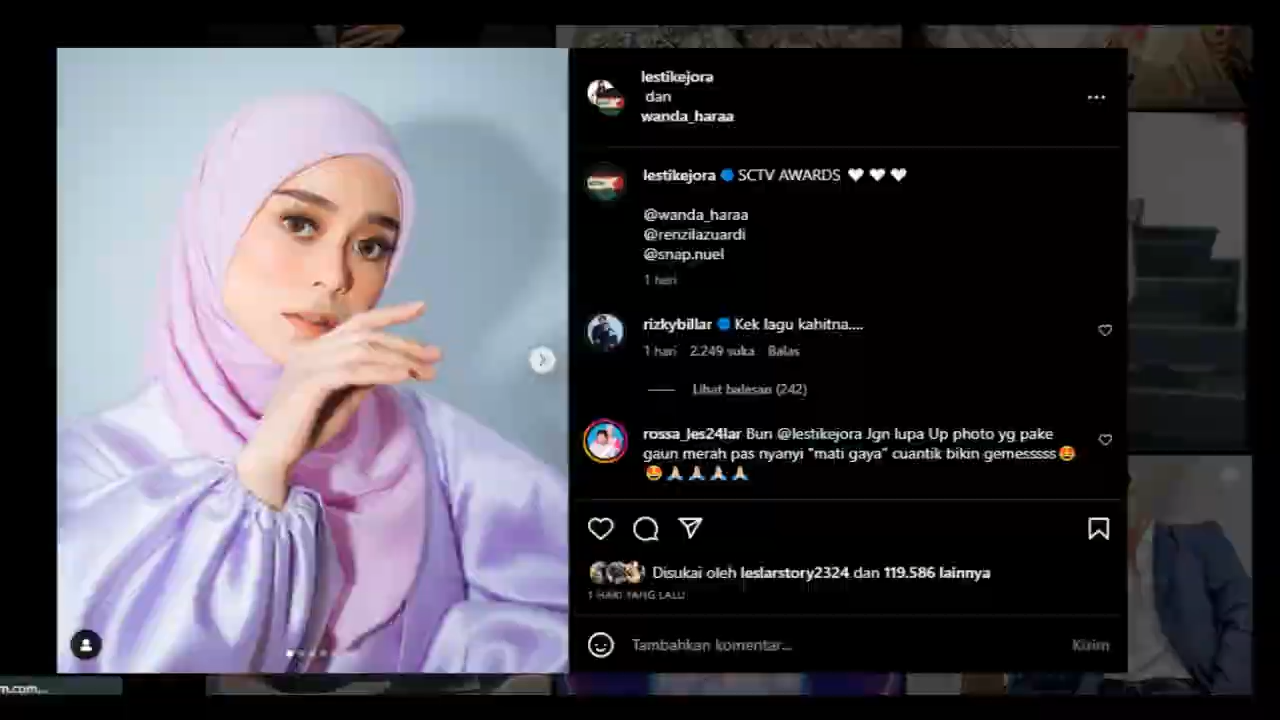 lestikejora
dan
wanda_haraa
lestikejora SCTV AWARDS
@wanda_haraa
@renzilazuardi
@snap.nuel
1 hari
rizkybillar Kek lagu kahitna....
1 hari 2.249 suka Balas
Lihat balasan (242)
rossa_les24lar Bun @lestikejora Jgn lupa Up photo yg pake
gaun merah pas nyanyi "mati gaya" cuantik bikin gemesssss
Disukai oleh leslarstory2324 dan 119.586 lainnya
1 HARI YANG LALU
Tambahkan komentar...
Kirim
m.com,...